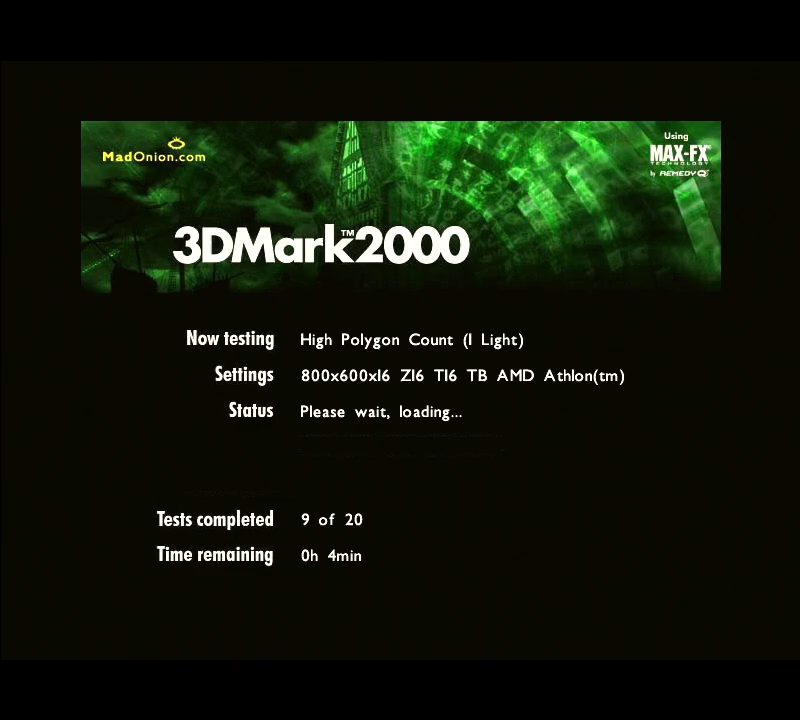 MadOnion.com
Using
MAX-FX
TECHNOLOGY
by REMEDY
3DMark™2000
Now testing High Polygon Count (1 Light)
Settings 800x600x16 Z16 T16 TB AMD Athlon(tm)
Status Please wait, loading...
Tests completed 9 of 20
Time remaining 0h 4min